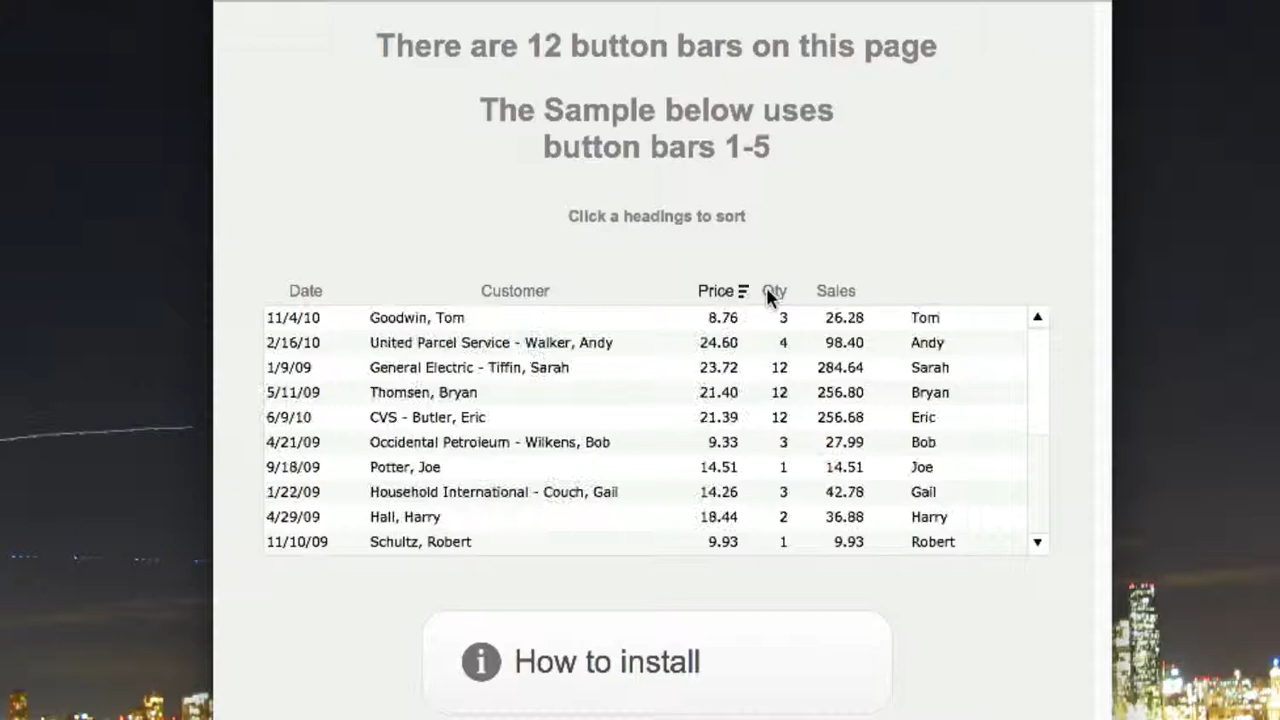 There are 12 button bars on this page
The Sample below uses
button bars 1-5
Click a headings to sort
Date Customer Price Qty Sales
11/4/10 Goodwin, Tom 8.76 3 26.28 Tom
2/16/10 United Parcel Service - Walker, Andy 24.60 4 98.40 Andy
1/9/09 General Electric - Tiffin, Sarah 23.72 12 284.64 Sarah
5/11/09 Thomsen, Bryan 21.40 12 256.80 Bryan
6/9/10 CVS - Butler, Eric 21.39 12 256.68 Eric
4/21/09 Occidental Petroleum - Wilkens, Bob 9.33 3 27.99 Bob
9/18/09 Potter, Joe 14.51 1 14.51 Joe
1/22/09 Household International - Couch, Gail 14.26 3 42.78 Gail
4/29/09 Hall, Harry 18.44 2 36.88 Harry
11/10/09 Schultz, Robert 9.93 1 9.93 Robert
How to install